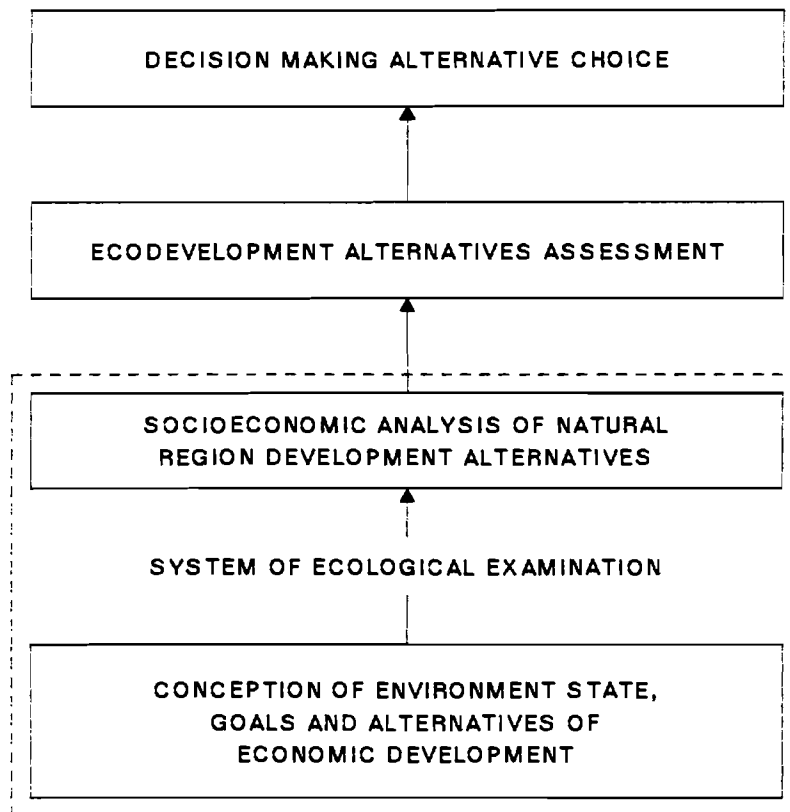 DECISION MAKING ALTERNATIVE CHOICE
ECODEVELOPMENT ALTERNATIVES ASSESSMENT
SOCIOECONOMIC ANALYSIS OF NATURAL
REGION DEVELOPMENT ALTERNATIVES
SYSTEM OF ECOLOGICAL EXAMINATION
CONCEPTION OF ENVIRONMENT STATE,
GOALS AND ALTERNATIVES OF
ECONOMIC DEVELOPMENT